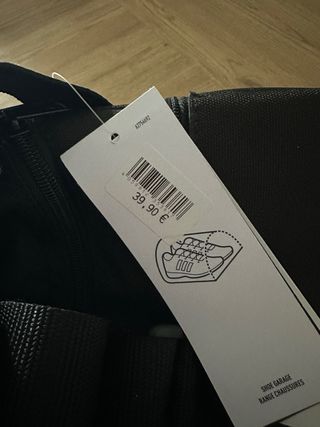 39,90 €
SHOE GARAGE
RANGE CHAUSSURES